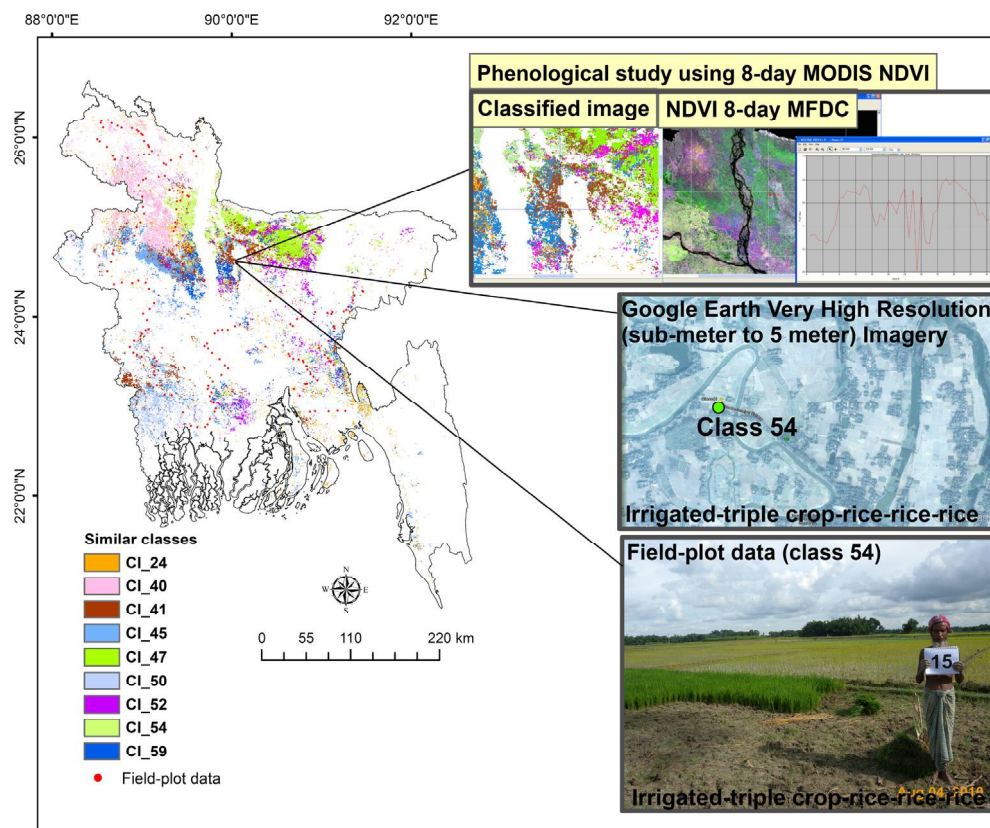 88°0'0"E
90°0'0"E
92°0'0"E
26°0'N
24°0'N
22°0'N
Phenological study using 8-day MODIS NDVI
Classified image
NDVI 8-day MFDC
Google Earth Very High Resolution
(sub-meter to 5 meter) Imagery
Class 54
Irrigated-triple crop-rice-rice-rice
Field-plot data (class 54)
15
Aug 04, 2010
Irrigated-triple crop-rice-rice-rice
Similar classes
Cl_24
Cl_40
Cl_41
Cl_45
Cl_47
Cl_50
Cl_52
Cl_54
Cl_59
Field-plot data
N
W
E
S
0 55 110 220 km